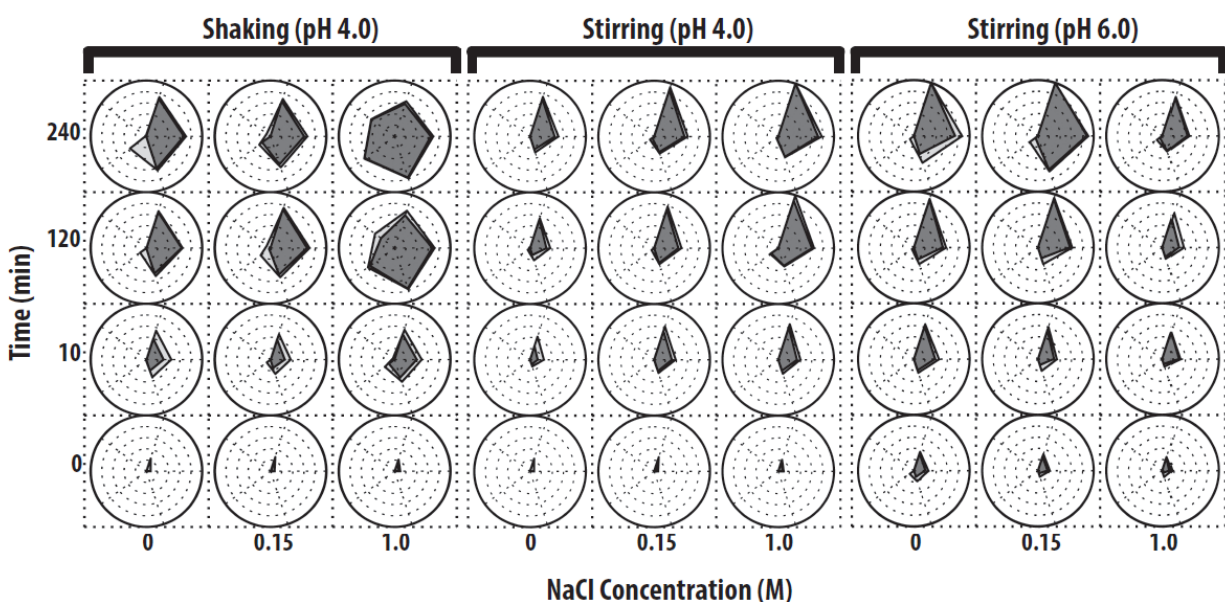 Shaking (pH 4.0) Stirring (pH 4.0) Stirring (pH 6.0)
240
120
10
0
Time (min)
0 0.15 1.0 0 0.15 1.0 0 0.15 1.0
NaCl Concentration (M)